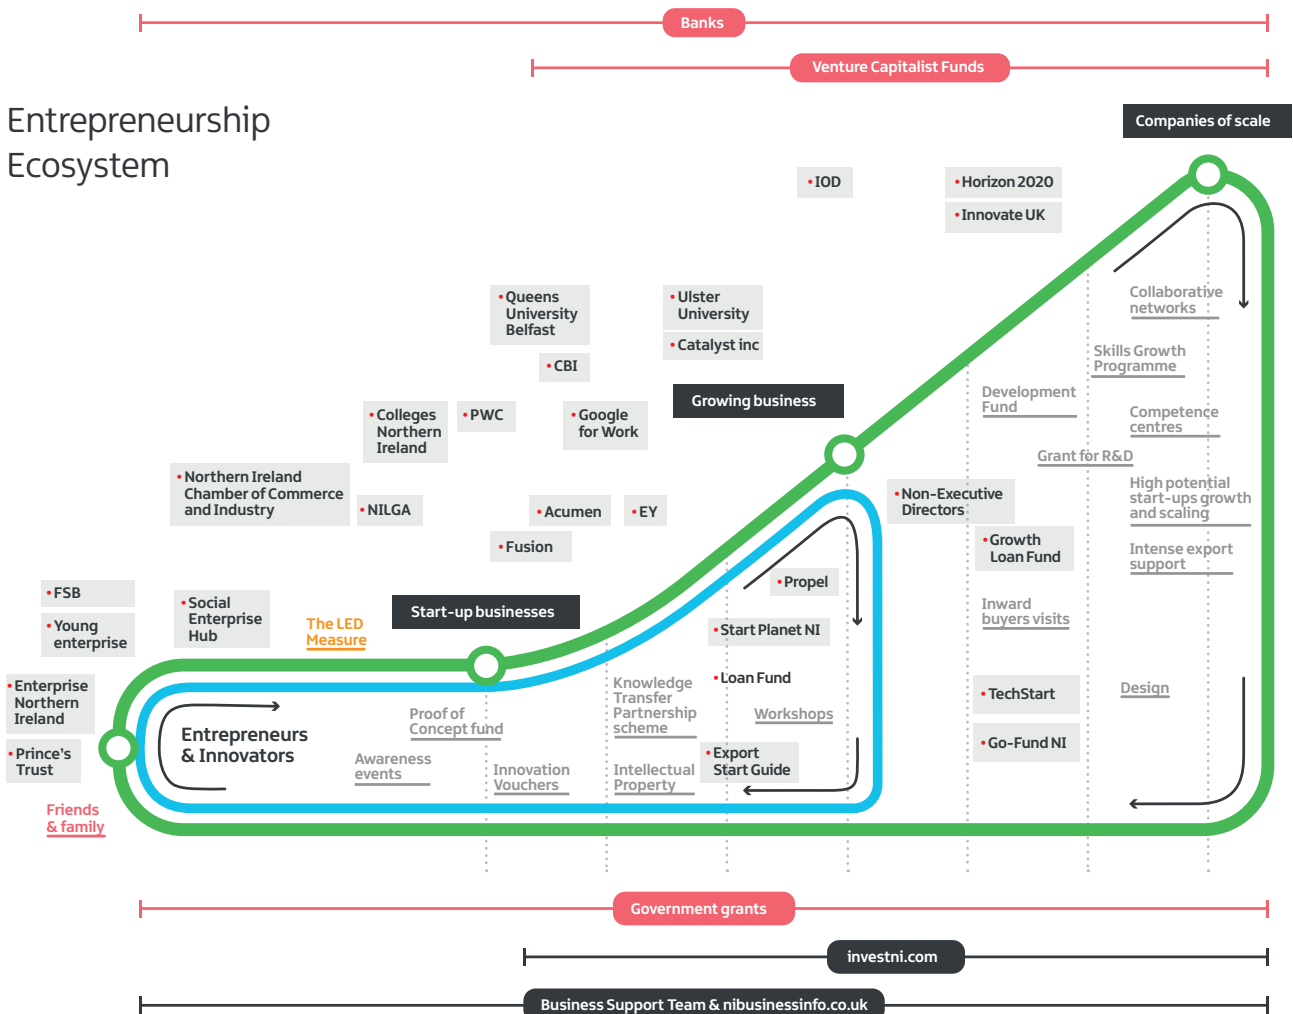 Banks
Venture Capitalist Funds
Entrepreneurship
Ecosystem
Companies of scale
• IOD
• Horizon 2020
• Innovate UK
• Queens
University
Belfast
• Ulster
University
• Catalyst inc
• CBI
Growing business
• Colleges
Northern
Ireland
• PWC
• Google
for Work
• Northern Ireland
Chamber of Commerce
and Industry
• NILGA
• Acumen
• EY
• Fusion
• FSB
• Young
enterprise
• Social
Enterprise
Hub
The LED
Measure
Start-up businesses
• Enterprise
Northern
Ireland
• Prince's
Trust
Friends
& family
Entrepreneurs
& Innovators
Proof of
Concept fund
Awareness
events
Innovation
Vouchers
Knowledge
Transfer
Partnership
scheme
Intellectual
Property
• Propel
• Start Planet NI
• Loan Fund
Workshops
• Export
Start Guide
• Non-Executive
Directors
• Growth
Loan Fund
Inward
buyers visits
• TechStart
• Go-Fund NI
Collaborative
networks
Skills Growth
Programme
Development
Fund
Competence
centres
Grant for R&D
High potential
start-ups growth
and scaling
Intense export
support
Design
Government grants
investni.com
Business Support Team & nibusinessinfo.co.uk